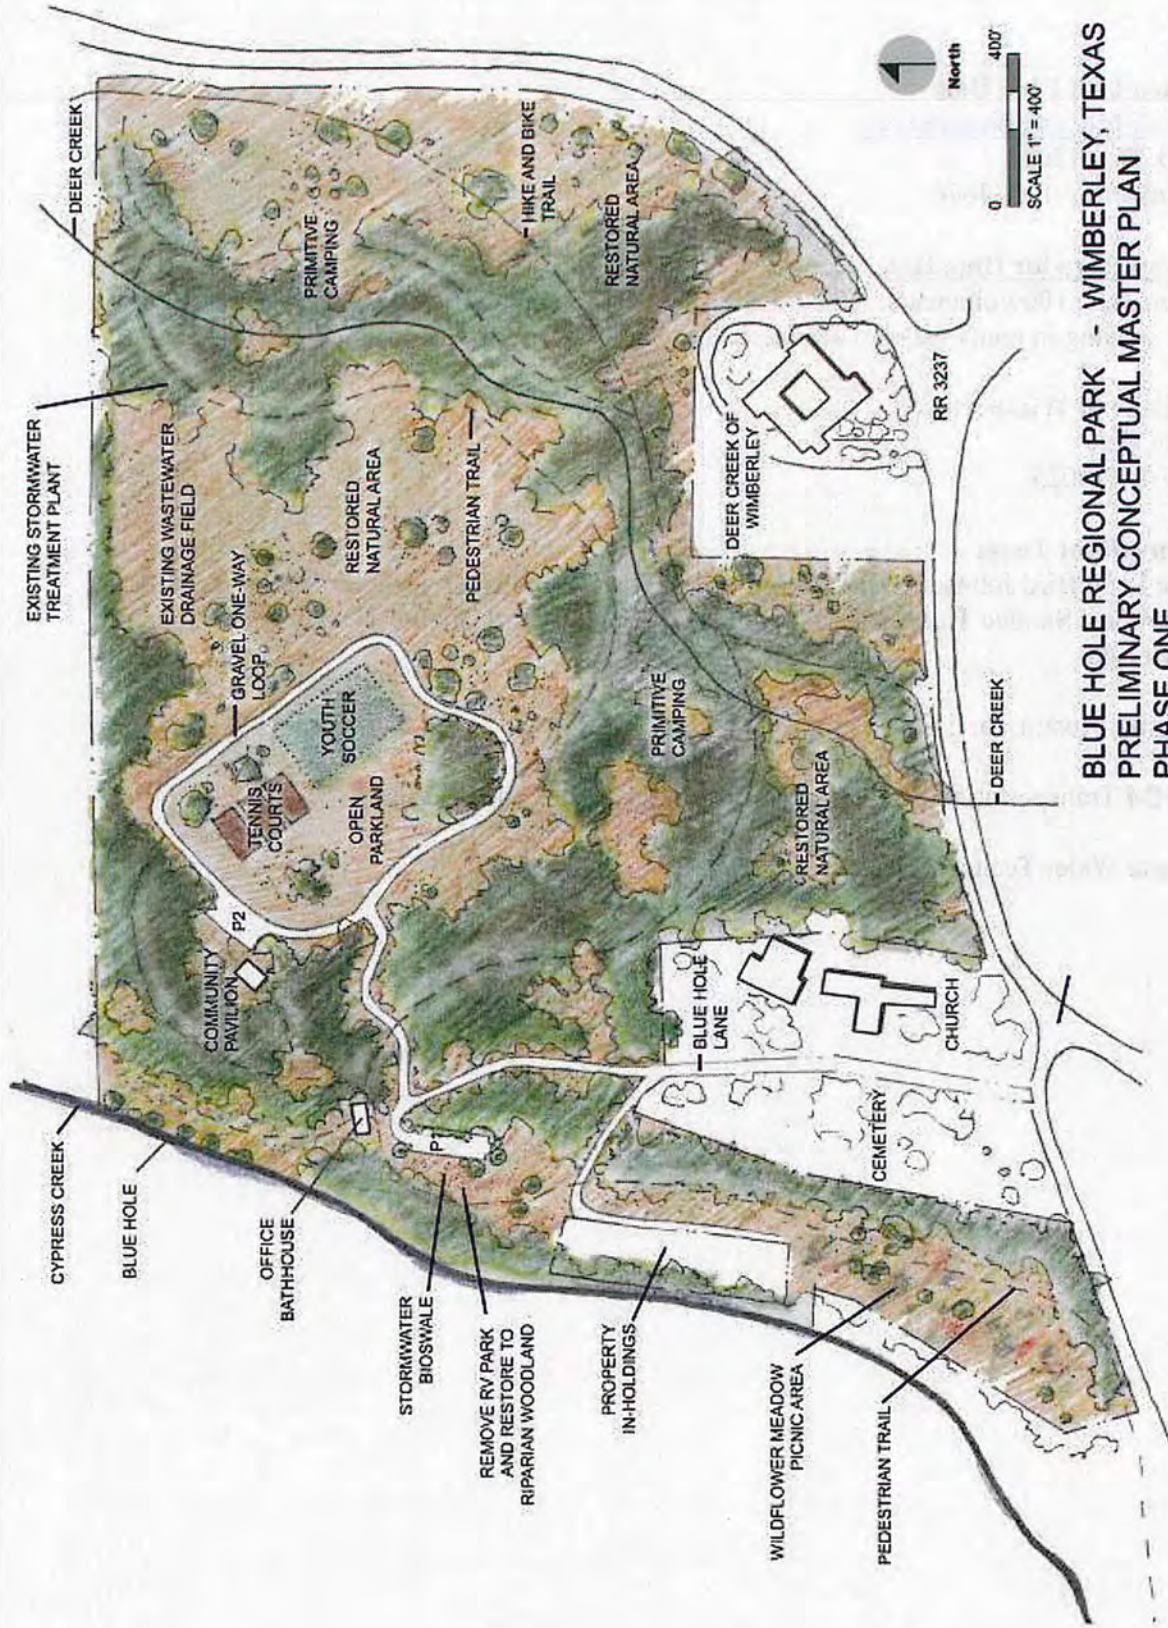 EXISTING STORMWATER
TREATMENT PLANT
DEER CREEK
CYPRESS CREEK
BLUE HOLE
EXISTING WASTEWATER
DRAINAGE FIELD
GRAVEL ONE-WAY
LOOP
COMMUNITY
PAVILION
P2
TENNIS
COURTS
YOUTH
SOCCER
OPEN
PARKLAND
PRIMITIVE
CAMPING
RESTORED
NATURAL AREA
OFFICE
BATHHOUSE
P1
PEDESTRIAN TRAIL
HIKE AND BIKE
TRAIL
STORMWATER
BIOSWALE
REMOVE RV PARK
AND RESTORE TO
RIPARIAN WOODLAND
RESTORED
NATURAL AREA
PROPERTY
IN-HOLDINGS
PRIMITIVE
CAMPING
BLUE HOLE
LANE
DEER CREEK OF
WIMBERLEY
WILDFLOWER MEADOW
PICNIC AREA
RESTORED
NATURAL AREA
PEDESTRIAN TRAIL
CEMETERY
CHURCH
RR 3237
DEER CREEK
North
0 400'
SCALE 1" = 400'
BLUE HOLE REGIONAL PARK - WIMBERLEY, TEXAS
PRELIMINARY CONCEPTUAL MASTER PLAN
PHASE ONE